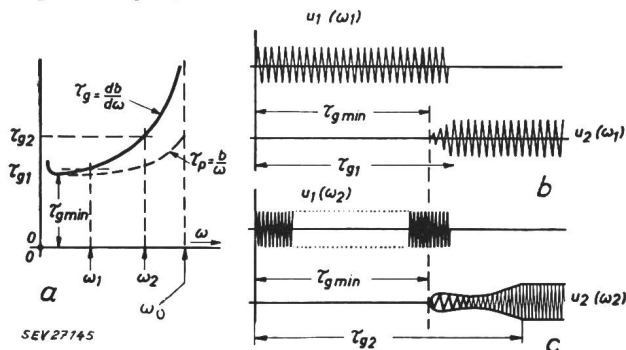 τg = db/dω
τg2
τg1
τp = b/ω
τgmin
0
0
ω
ω1
ω2
ω0
a
SEV 27145
u1 (ω1)
τgmin
u2 (ω1)
τg1
b
u1 (ω2)
τgmin
u2 (ω2)
τg2
c